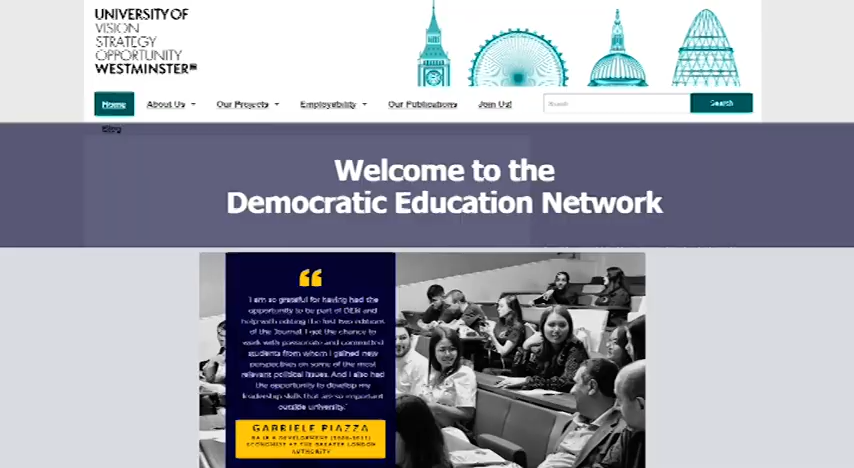 UNIVERSITY OF
VISION
STRATEGY
OPPORTUNITY
WESTMINSTER
Home About Us Our Projects Employability Our Publications Join Us! Search Search
Blog
Welcome to the
Democratic Education Network
“
"I am so grateful for having had the
opportunity to be part of DEN and
help with editing the last two editions
of the Journal. I got the chance to
work with passionate and committed
students from whom I gained new
perspectives on some of the most
relevant political issues. And I also had
the opportunity to develop my
leadership skills that are so important
outside university."
GABRIELE PIAZZA
ECONOMIST AT THE GREATER LONDON
AUTHORITY